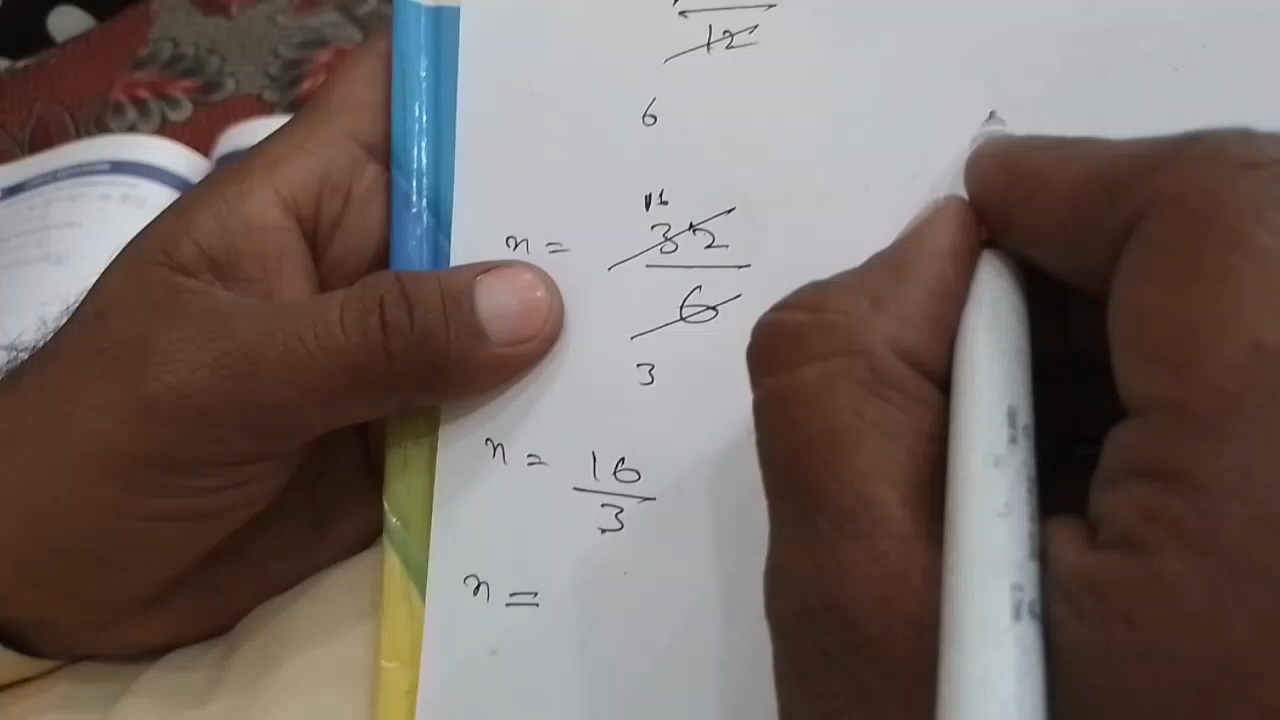 12
6
16
n = 32
6
3
n = 16
3
n =